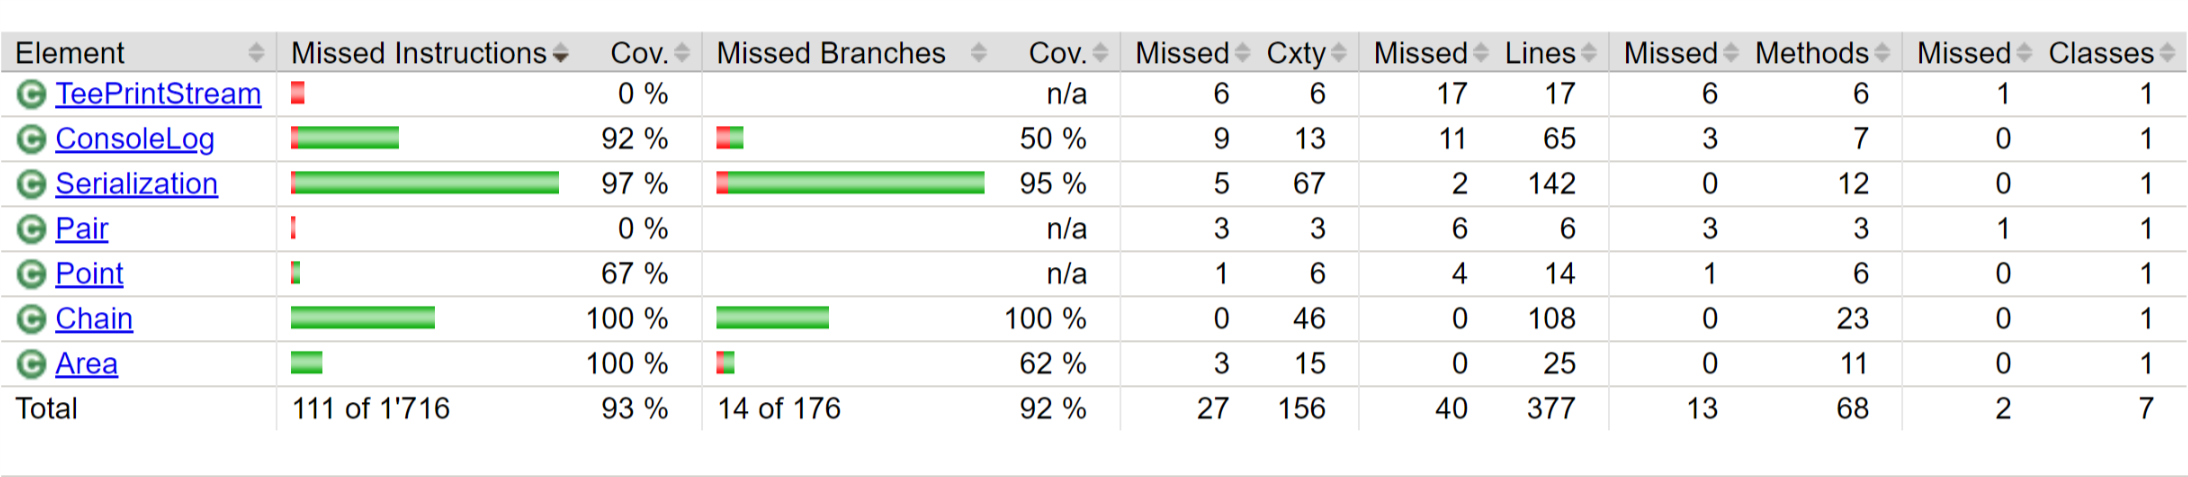 Element Missed Instructions Cov. Missed Branches Cov. Missed Cxty Missed Lines Missed Methods Missed Classes
C TeePrintStream 0 % n/a 6 6 17 17 6 6 1 1
C ConsoleLog 92 % 50 % 9 13 11 65 3 7 0 1
C Serialization 97 % 95 % 5 67 2 142 0 12 0 1
C Pair 0 % n/a 3 3 6 6 3 3 1 1
C Point 67 % n/a 1 6 4 14 1 6 0 1
C Chain 100 % 100 % 0 46 0 108 0 23 0 1
C Area 100 % 62 % 3 15 0 25 0 11 0 1
Total 111 of 1'716 93 % 14 of 176 92 % 27 156 40 377 13 68 2 7